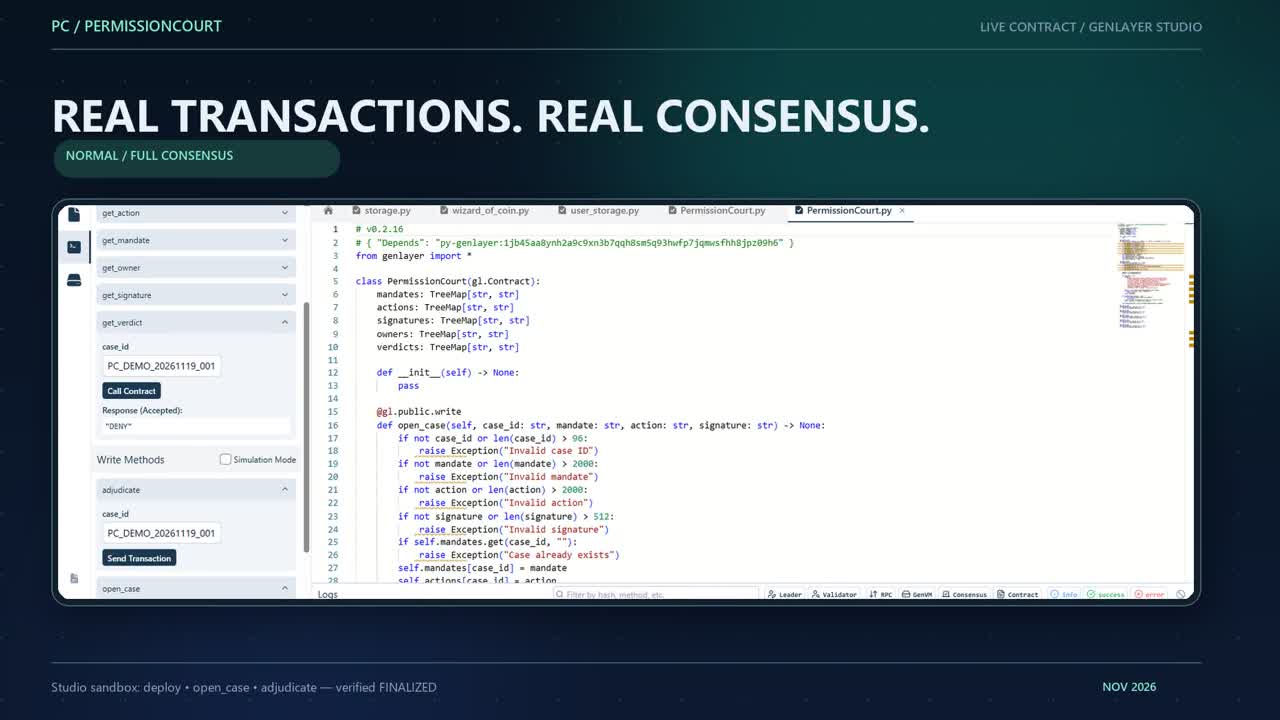 PC / PERMISSIONCOURT
LIVE CONTRACT / GENLAYER STUDIO
REAL TRANSACTIONS. REAL CONSENSUS.
NORMAL / FULL CONSENSUS
get_action
get_mandate
get_owner
get_signature
get_verdict
case_id
PC_DEMO_20261119_001
Call Contract
Response (Accepted):
"DENY"
Write Methods
Simulation Mode
adjudicate
case_id
PC_DEMO_20261119_001
Send Transaction
open_case
storage.py
wizard_of_coin.py
user_storage.py
PermissionCourt.py
PermissionCourt.py ×
1 # v0.2.16
2 # { "Depends": "py-genlayer:1jb45aa8ynh2a9c9xn3b7qqh8sm5q93hwfp7jqmwsfhh8jpz09h6" }
3 from genlayer import *
4
5 class PermissionCourt(gl.Contract):
6 mandates: TreeMap[str, str]
7 actions: TreeMap[str, str]
8 signatures: TreeMap[str, str]
9 owners: TreeMap[str, str]
10 verdicts: TreeMap[str, str]
11
12 def __init__(self) -> None:
13 pass
14
15 @gl.public.write
16 def open_case(self, case_id: str, mandate: str, action: str, signature: str) -> None:
17 if not case_id or len(case_id) > 96:
18 raise Exception("Invalid case ID")
19 if not mandate or len(mandate) > 2000:
20 raise Exception("Invalid mandate")
21 if not action or len(action) > 2000:
22 raise Exception("Invalid action")
23 if not signature or len(signature) > 512:
24 raise Exception("Invalid signature")
25 if self.mandates.get(case_id, ""):
26 raise Exception("Case already exists")
27 self.mandates[case_id] = mandate
28 self.actions[case_id] = action
Logs
Filter by hash, method, etc.
Leader
Validator
RPC
GenVM
Consensus
Contract
info
success
error
Studio sandbox: deploy • open_case • adjudicate — verified FINALIZED
NOV 2026